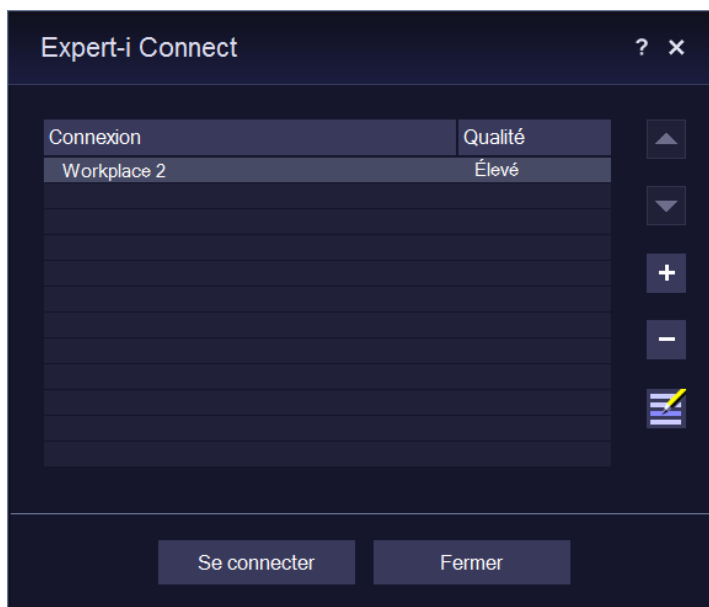 Expert-i Connect ? ×
Connexion Qualité
Workplace 2 Élevé
+
−
Se connecter Fermer